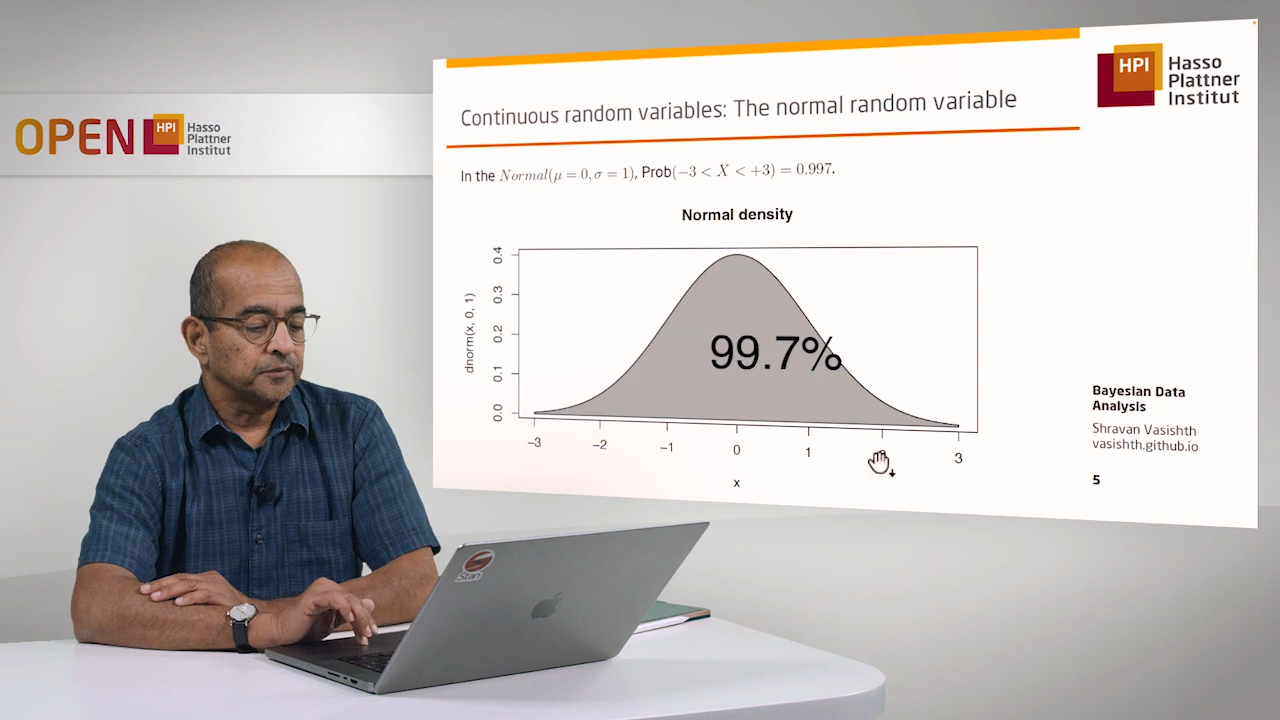 OPEN
HPI
Hasso
Plattner
Institut
HPI
Hasso
Plattner
Institut
Continuous random variables: The normal random variable
In the Normal(μ = 0, σ = 1), Prob(−3 < X < +3) = 0.997.
Normal density
dnorm(x, 0, 1)
0.4
0.3
0.2
0.1
0.0
99.7%
−3 −2 −1 0 1 3
x
Bayesian Data
Analysis
Shravan Vasishth
vasishth.github.io
5
Stan